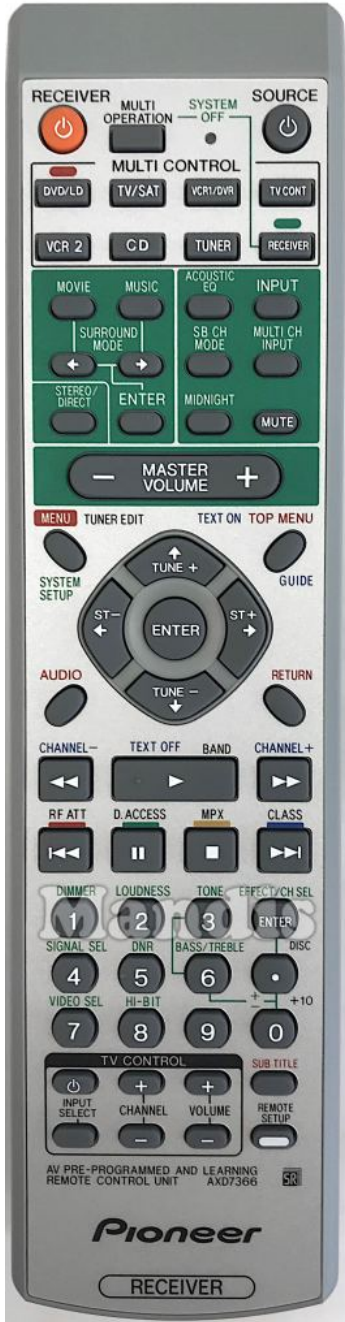 RECEIVER MULTI OPERATION SYSTEM OFF SOURCE
MULTI CONTROL
DVD/LD TV/SAT VCR1/DVR TV CONT
VCR 2 CD TUNER RECEIVER
MOVIE MUSIC ACOUSTIC EQ INPUT
SURROUND MODE SB CH MODE MULTI CH INPUT
STEREO/ DIRECT ENTER MIDNIGHT MUTE
– MASTER VOLUME +
MENU TUNER EDIT TEXT ON TOP MENU
SYSTEM SETUP GUIDE
TUNE +
ST– ENTER ST+
TUNE –
AUDIO RETURN
CHANNEL– TEXT OFF BAND CHANNEL+
RF ATT D.ACCESS MPX CLASS
DIMMER LOUDNESS TONE EFFECT/CH SEL
1 2 3 ENTER
Mandis
SIGNAL SEL DNR BASS/TREBLE DISC
4 5 6 •
VIDEO SEL HI-BIT + – +10
7 8 9 0
TV CONTROL SUB TITLE
+ +
INPUT SELECT CHANNEL VOLUME REMOTE SETUP
– –
AV PRE-PROGRAMMED AND LEARNING
REMOTE CONTROL UNIT AXD7366 SR
Pioneer
RECEIVER